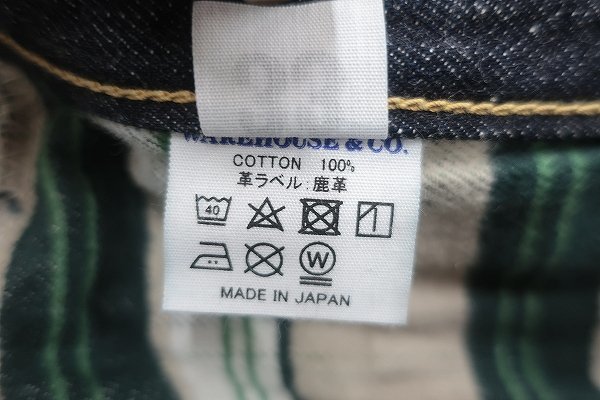 WAREHOUSE & CO.
COTTON 100%
革ラベル:鹿革
40
W
MADE IN JAPAN